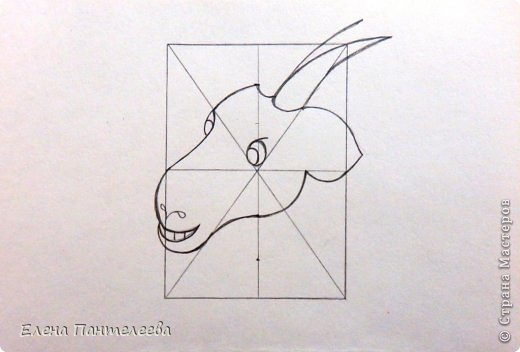 Елена Пантелеева
© Страна Мастеров